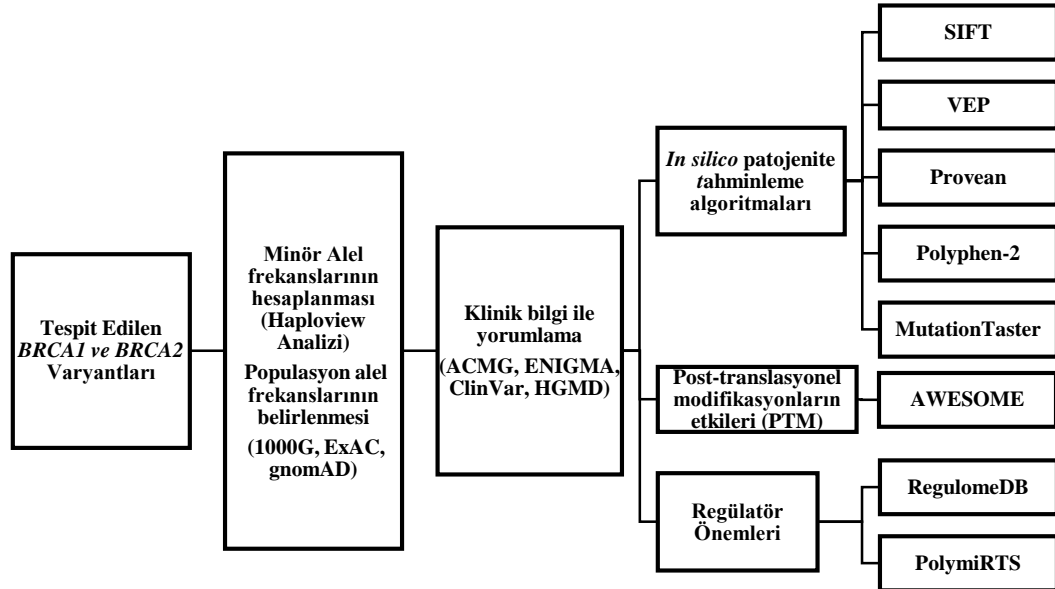 Tespit Edilen
BRCA1 ve BRCA2
Varyantları
Minör Alel
frekanslarının
hesaplanması
(Haploview
Analizi)
Populasyon alel
frekanslarının
belirlenmesi
(1000G, ExAC,
gnomAD)
Klinik bilgi ile
yorumlama
(ACMG, ENIGMA,
ClinVar, HGMD)
In silico patojenite
tahminleme
algoritmaları
SIFT
VEP
Provean
Polyphen-2
MutationTaster
Post-translasyonel
modifikasyonların
etkileri (PTM)
AWESOME
Regülatör
Önemleri
RegulomeDB
PolymiRTS